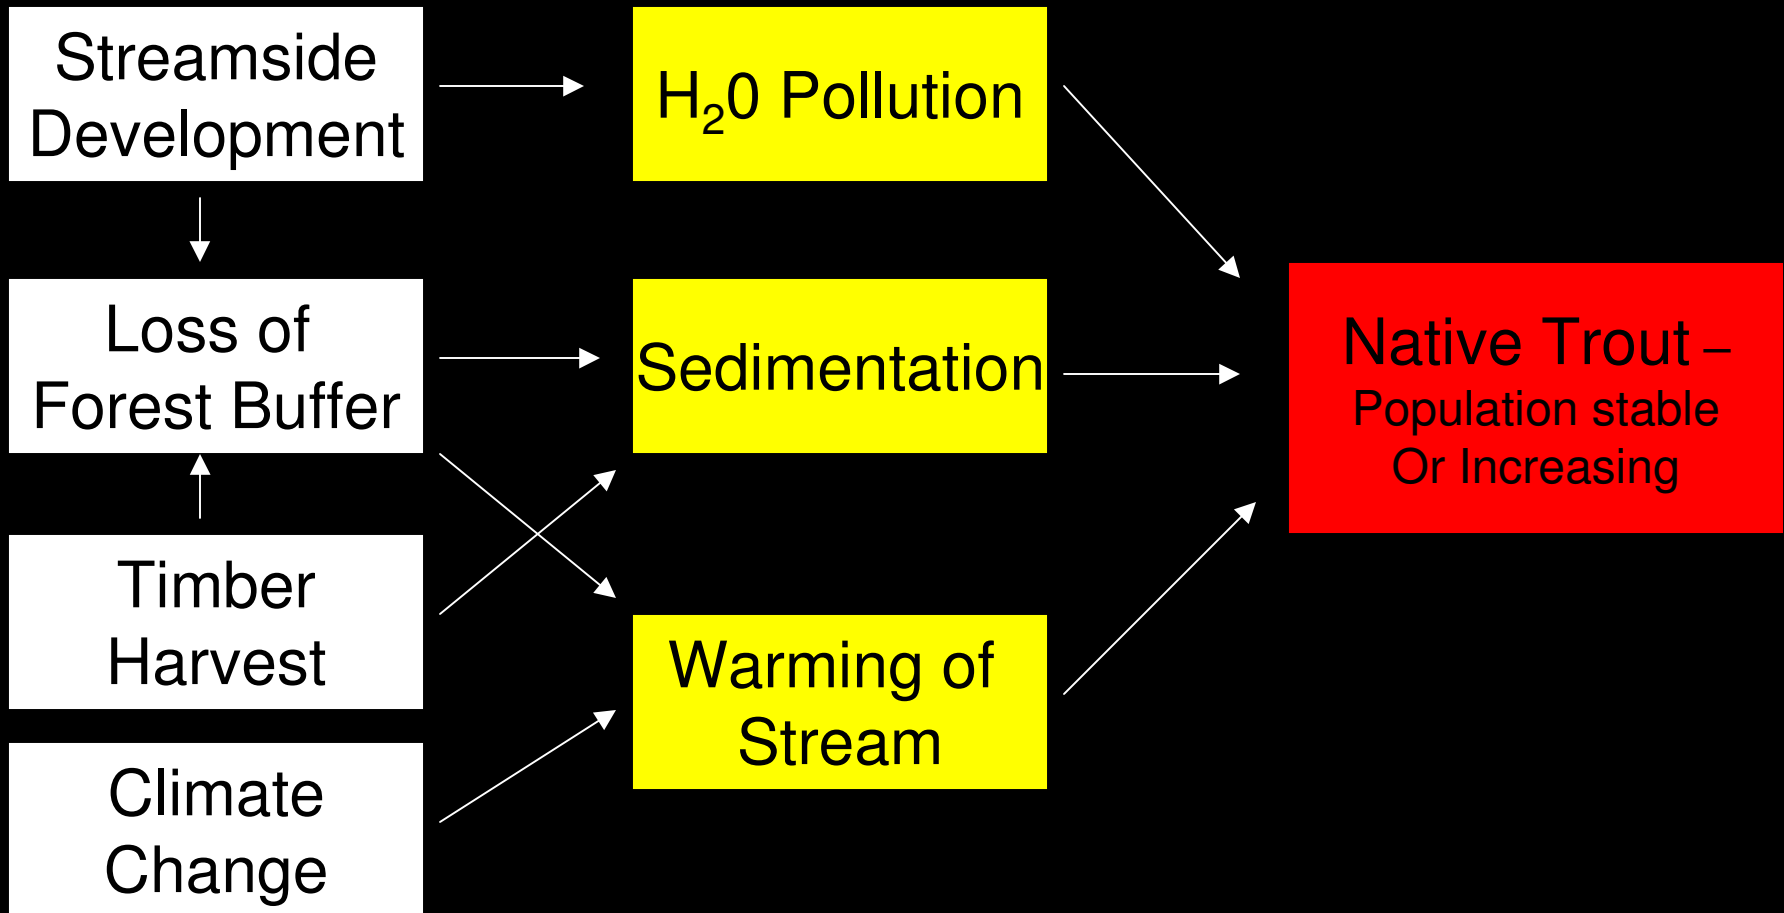 Streamside
Development
H₂0 Pollution
Loss of
Forest Buffer
Sedimentation
Native Trout –
Population stable
Or Increasing
Timber
Harvest
Warming of
Stream
Climate
Change